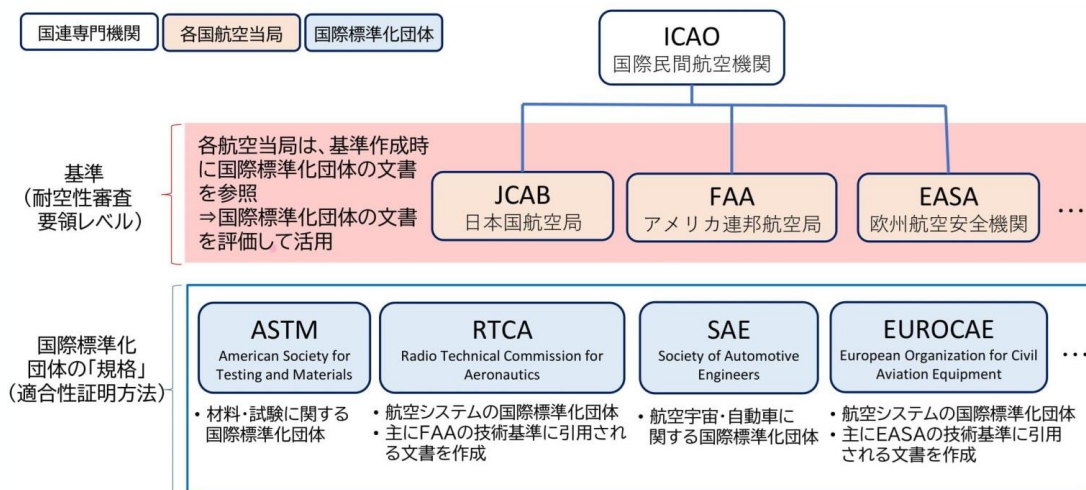 国連専門機関
各国航空当局
国際標準化団体
ICAO
国際民間航空機関
基準
(耐空性審査
要領レベル)
各航空当局は、基準作成時
に国際標準化団体の文書
を参照
⇒国際標準化団体の文書
を評価して活用
JCAB
日本国航空局
FAA
アメリカ連邦航空局
EASA
欧州航空安全機関
…
国際標準化
団体の「規格」
(適合性証明方法)
ASTM
American Society for
Testing and Materials
・材料・試験に関する
国際標準化団体
RTCA
Radio Technical Commission for
Aeronautics
・航空システムの国際標準化団体
・主にFAAの技術基準に引用され
る文書を作成
SAE
Society of Automotive
Engineers
・航空宇宙・自動車に
関する国際標準化団体
EUROCAE
European Organization for Civil
Aviation Equipment
・航空システムの国際標準化団体
・主にEASAの技術基準に引用
される文書を作成
…